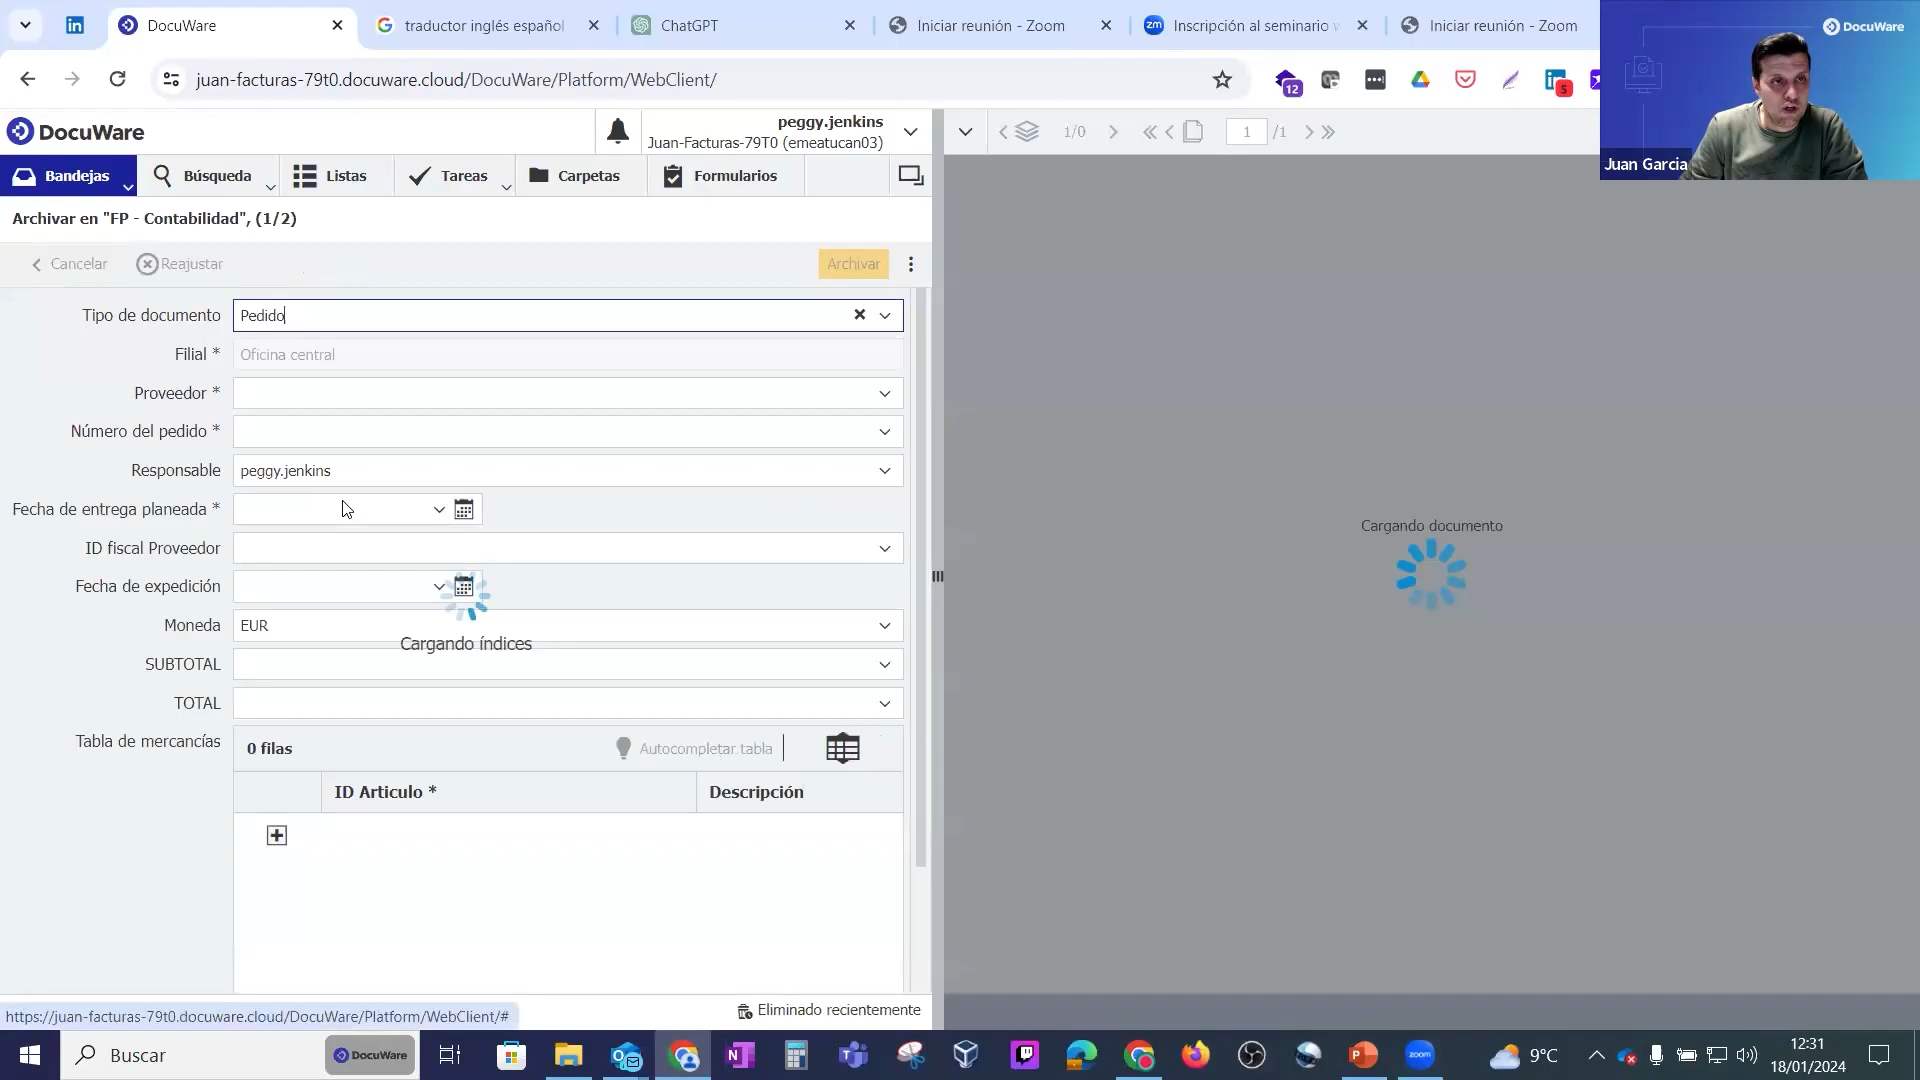 DocuWare
traductor inglés español
ChatGPT
Iniciar reunión - Zoom
Inscripción al seminario
Iniciar reunión - Zoom
juan-facturas-79t0.docuware.cloud/DocuWare/Platform/WebClient/
12
5
DocuWare
Juan Garcia
DocuWare
peggy.jenkins
Juan-Facturas-79T0 (emeatucan03)
1/0
1
/1
Bandejas
Búsqueda
Listas
Tareas
Carpetas
Formularios
Archivar en "FP - Contabilidad", (1/2)
Cancelar
Reajustar
Archivar
Tipo de documento
Pedido
Filial *
Oficina central
Proveedor *
Número del pedido *
Responsable
peggy.jenkins
Fecha de entrega planeada *
ID fiscal Proveedor
Fecha de expedición
Moneda
EUR
Cargando índices
SUBTOTAL
TOTAL
Tabla de mercancías
0 filas
Autocompletar tabla
ID Articulo *
Descripción
Cargando documento
https://juan-facturas-79t0.docuware.cloud/DocuWare/Platform/WebClient/#
Eliminado recientemente
Buscar
DocuWare
zoom
9°C
12:31
18/01/2024